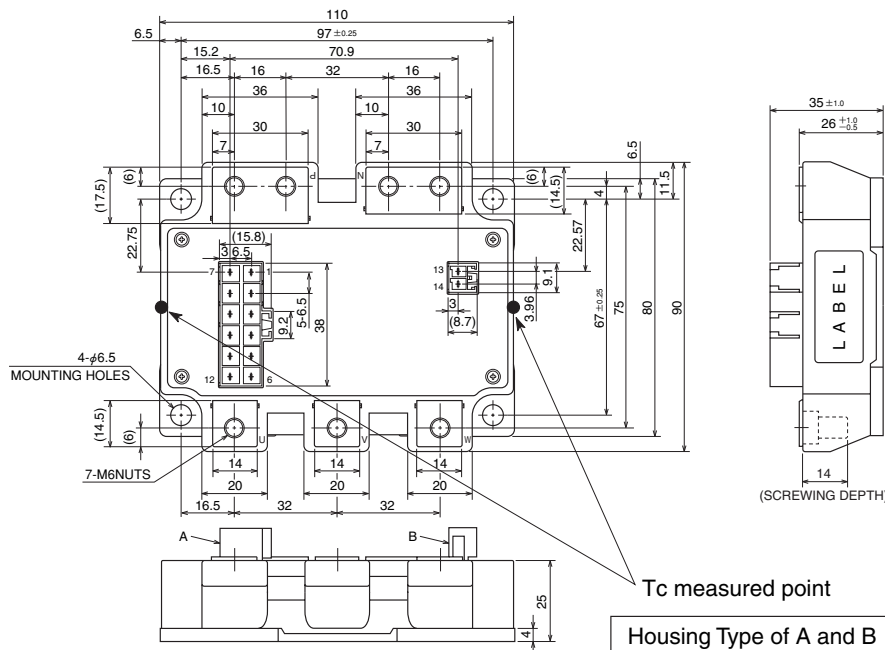 110
6.5 97 ±0.25
15.2 70.9
16.5 16 32 16
36 36
10 10
30 30
7 7
35 ±1.0
26 +1.0 -0.5
(17.5)
(6)
P
N
(6)
(14.5)
4
6.5
11.5
22.75
(15.8)
3 6.5
7 1
5-6.5
9.2
38
12 6
13
14
9.1
3
3.96
(8.7)
22.57
67 ±0.25
75
80
90
LABEL
4-φ6.5
MOUNTING HOLES
(14.5)
(6)
U V W
7-M6NUTS
14 14 14
20 20 20
16.5 32 32
14
(SCREWING DEPTH)
A B
25
4
Tc measured point
Housing Type of A and B